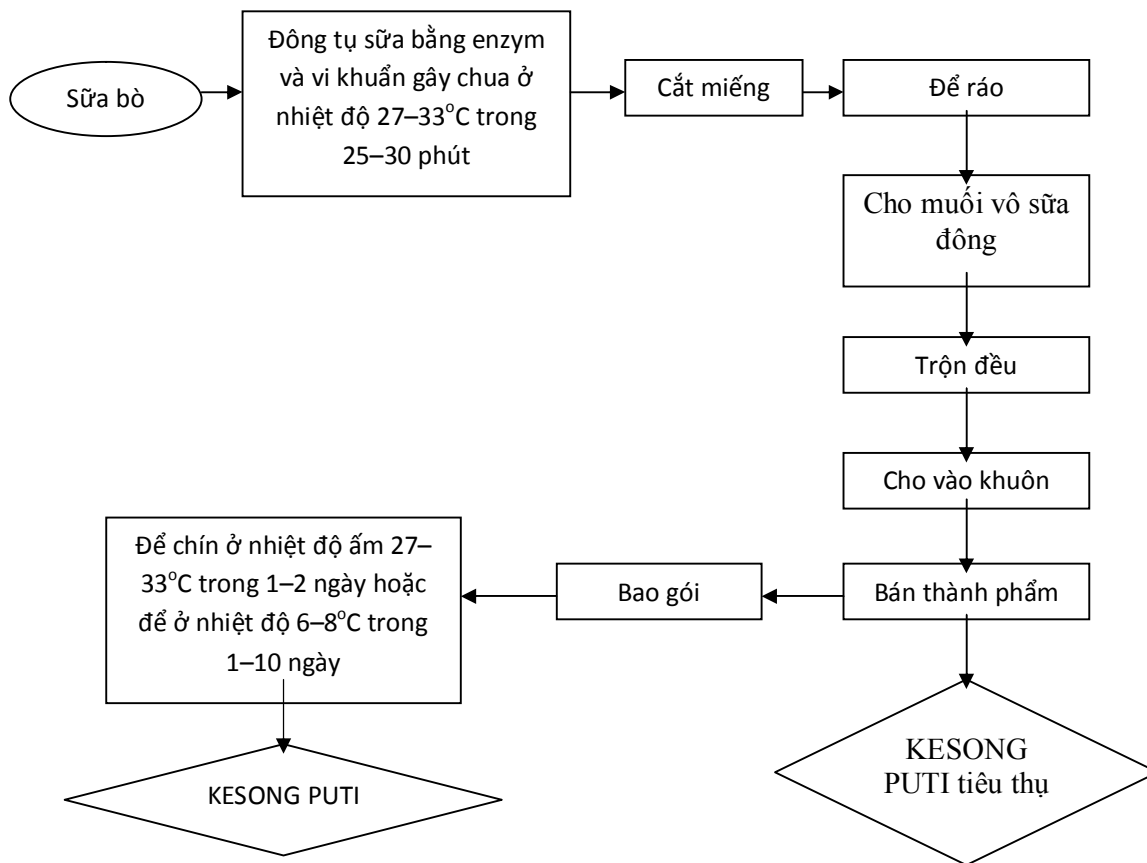 Sữa bò
Đông tụ sữa bằng enzym
và vi khuẩn gây chua ở
nhiệt độ 27–33°C trong
25–30 phút
Cắt miếng
Để ráo
Cho muối vô sữa
đông
Trộn đều
Cho vào khuôn
Bán thành phẩm
Bao gói
Để chín ở nhiệt độ ấm 27–
33°C trong 1–2 ngày hoặc
để ở nhiệt độ 6–8°C trong
1–10 ngày
KESONG
PUTI tiêu thụ
KESONG PUTI